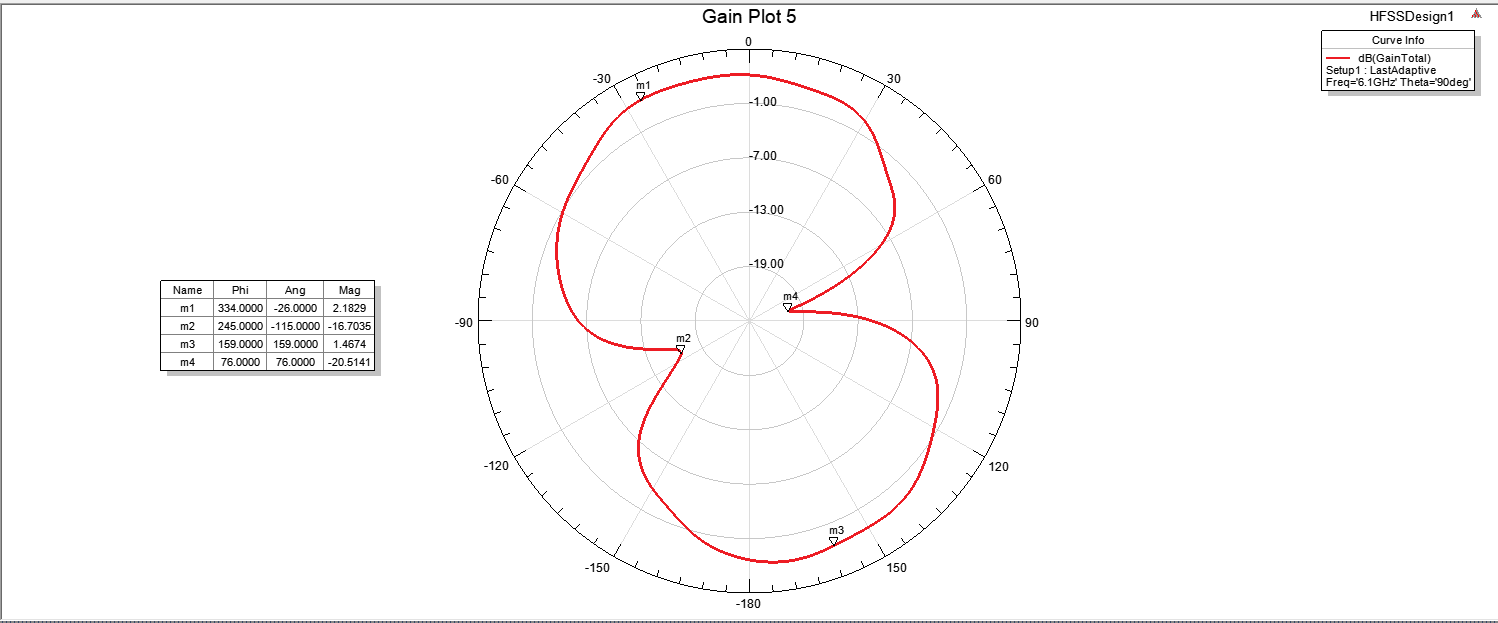 Gain Plot 5
HFSSDesign1
Curve Info
dB(GainTotal)
Setup1 : LastAdaptive
Freq='6.1GHz' Theta='90deg'
0
-30
30
m1
-1.00
-7.00
-60
60
-13.00
-19.00
m4
-90
90
m2
-120
120
m3
-150
150
-180
Name Phi Ang Mag
m1 334.0000 -26.0000 2.1829
m2 245.0000 -115.0000 -16.7035
m3 159.0000 159.0000 1.4674
m4 76.0000 76.0000 -20.5141